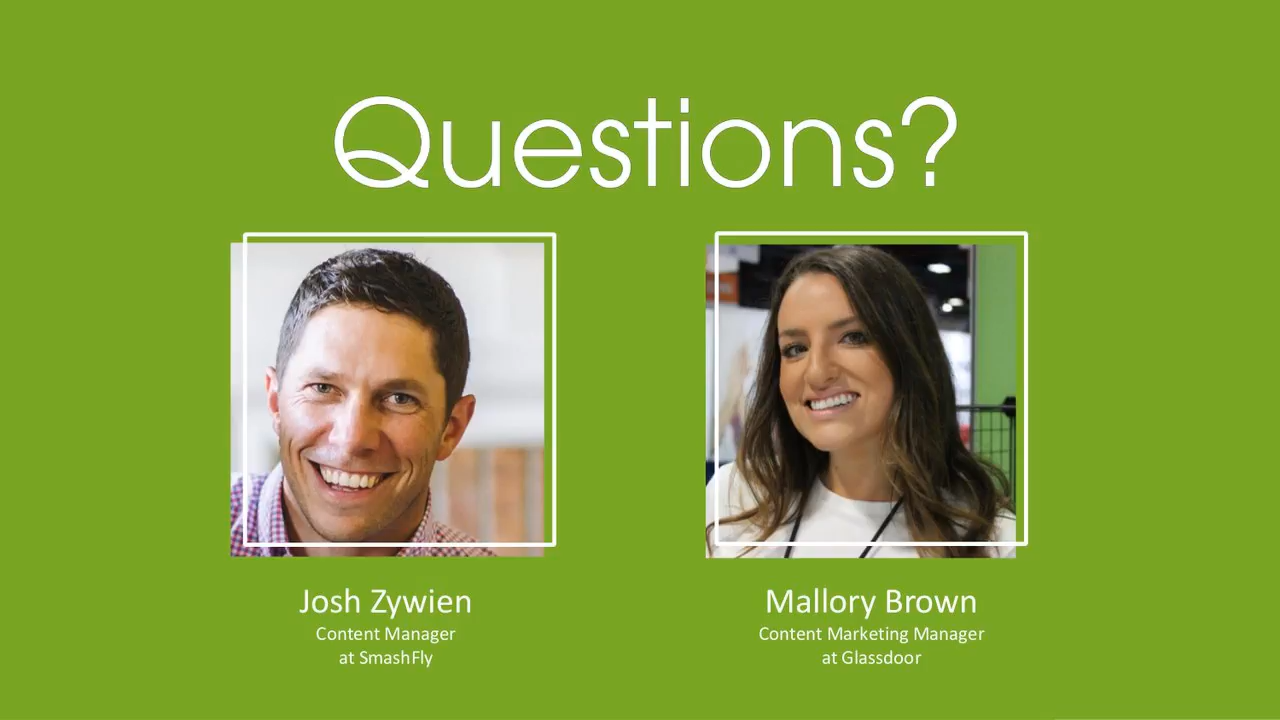 Questions?
Josh Zywien
Content Manager
at SmashFly
Mallory Brown
Content Marketing Manager
at Glassdoor